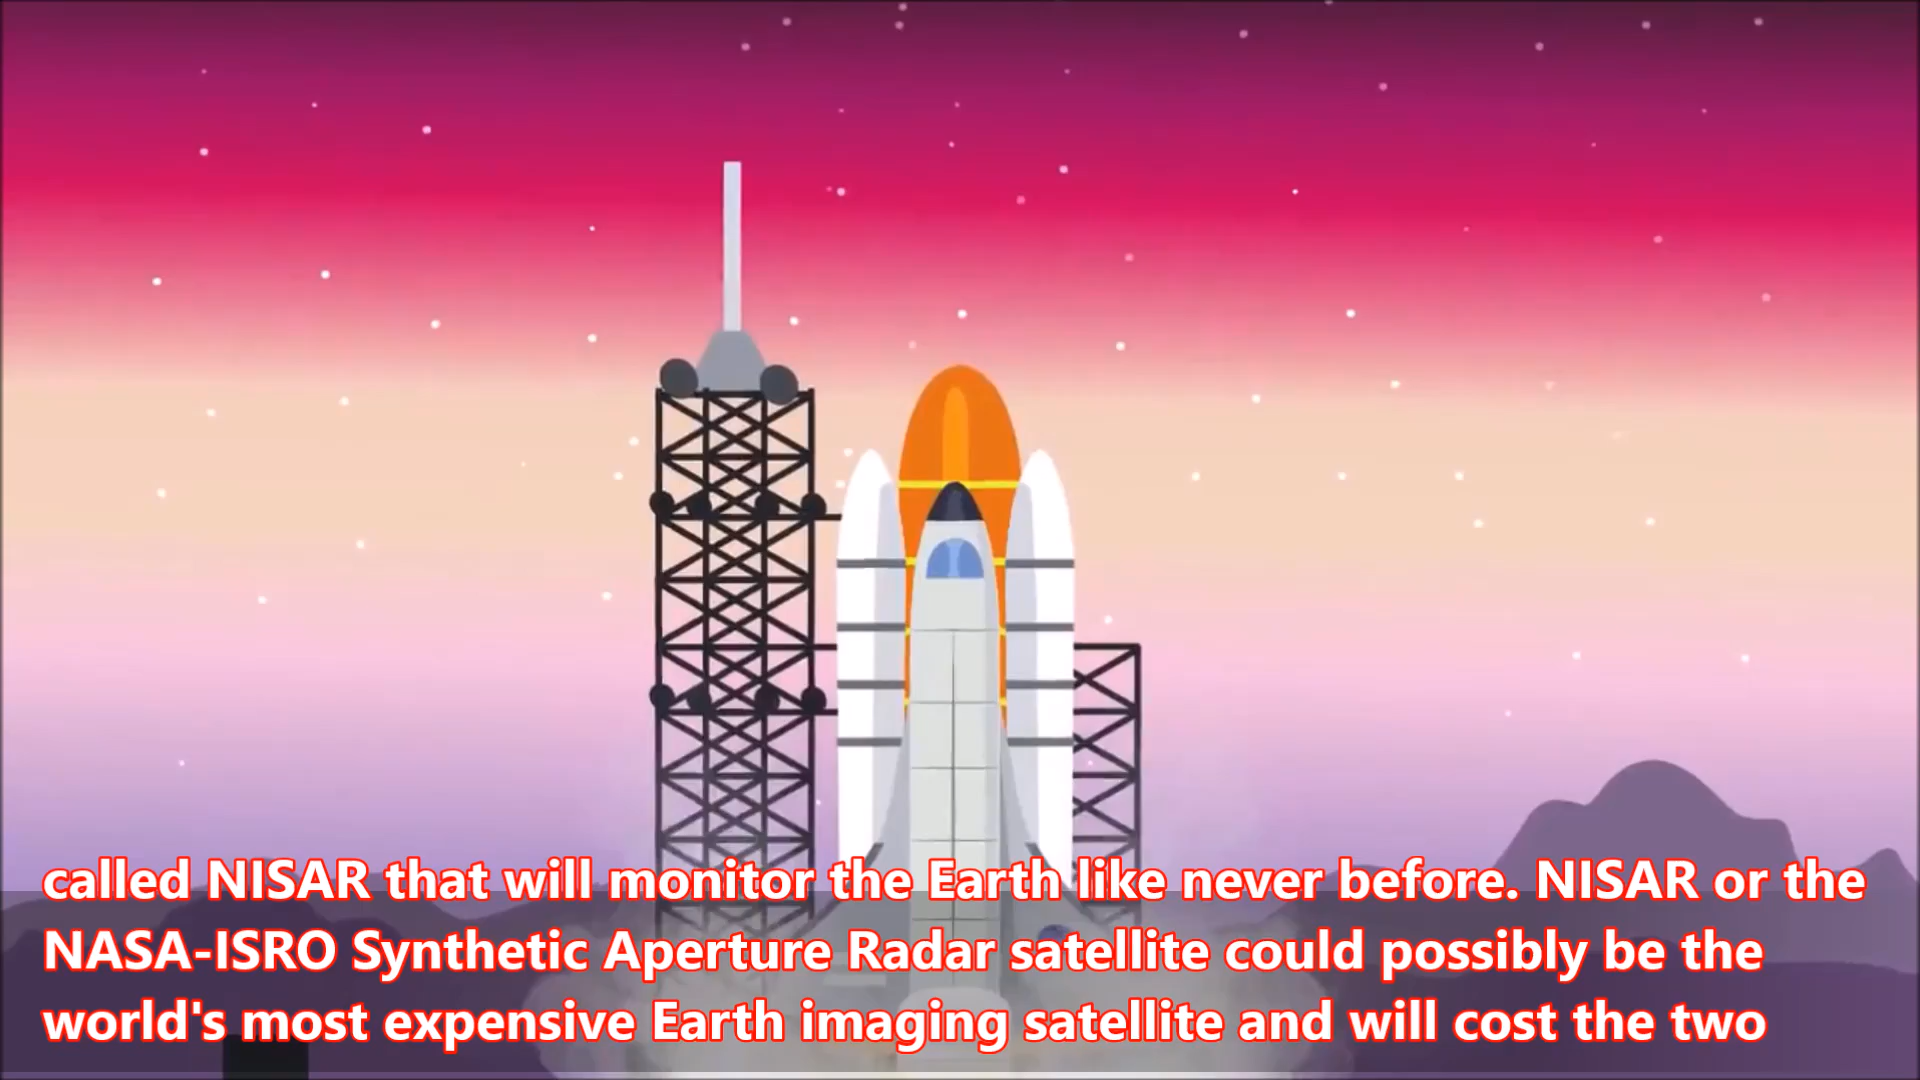 called NISAR that will monitor the Earth like never before. NISAR or the
NASA-ISRO Synthetic Aperture Radar satellite could possibly be the
world's most expensive Earth imaging satellite and will cost the two